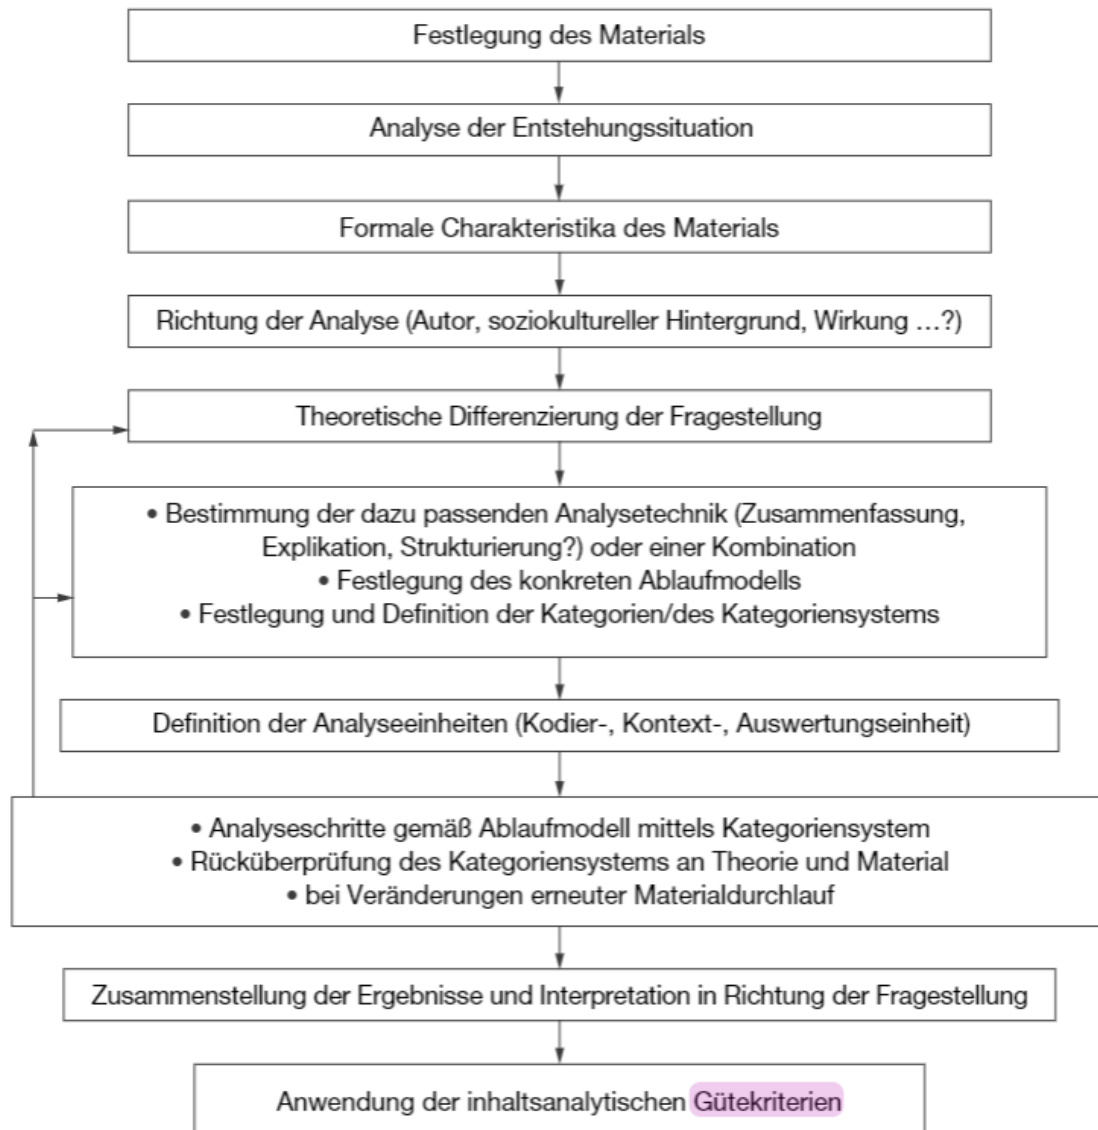 Festlegung des Materials
Analyse der Entstehungssituation
Formale Charakteristika des Materials
Richtung der Analyse (Autor, soziokultureller Hintergrund, Wirkung …?)
Theoretische Differenzierung der Fragestellung
• Bestimmung der dazu passenden Analysetechnik (Zusammenfassung,
Explikation, Strukturierung?) oder einer Kombination
• Festlegung des konkreten Ablaufmodells
• Festlegung und Definition der Kategorien/des Kategoriensystems
Definition der Analyseeinheiten (Kodier-, Kontext-, Auswertungseinheit)
• Analyseschritte gemäß Ablaufmodell mittels Kategoriensystem
• Rücküberprüfung des Kategoriensystems an Theorie und Material
• bei Veränderungen erneuter Materialdurchlauf
Zusammenstellung der Ergebnisse und Interpretation in Richtung der Fragestellung
Anwendung der inhaltsanalytischen Gütekriterien